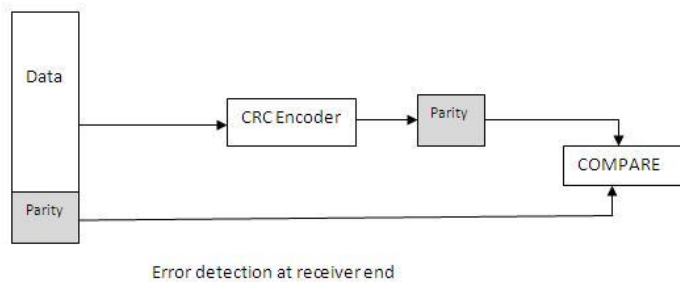 Data
CRC Encoder
Parity
COMPARE
Parity
Error detection at receiver end